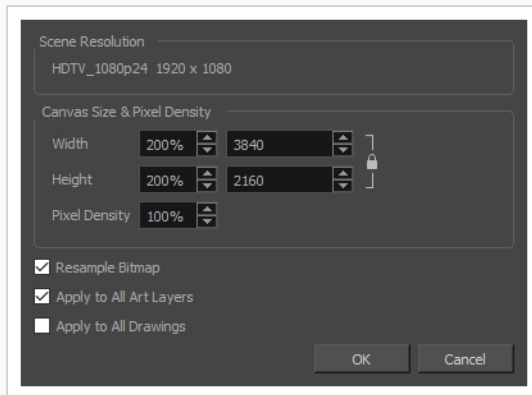 Scene Resolution
HDTV_1080p24 1920 x 1080
Canvas Size & Pixel Density
Width 200% 3840
Height 200% 2160
Pixel Density 100%
Resample Bitmap
Apply to All Art Layers
Apply to All Drawings
OK Cancel